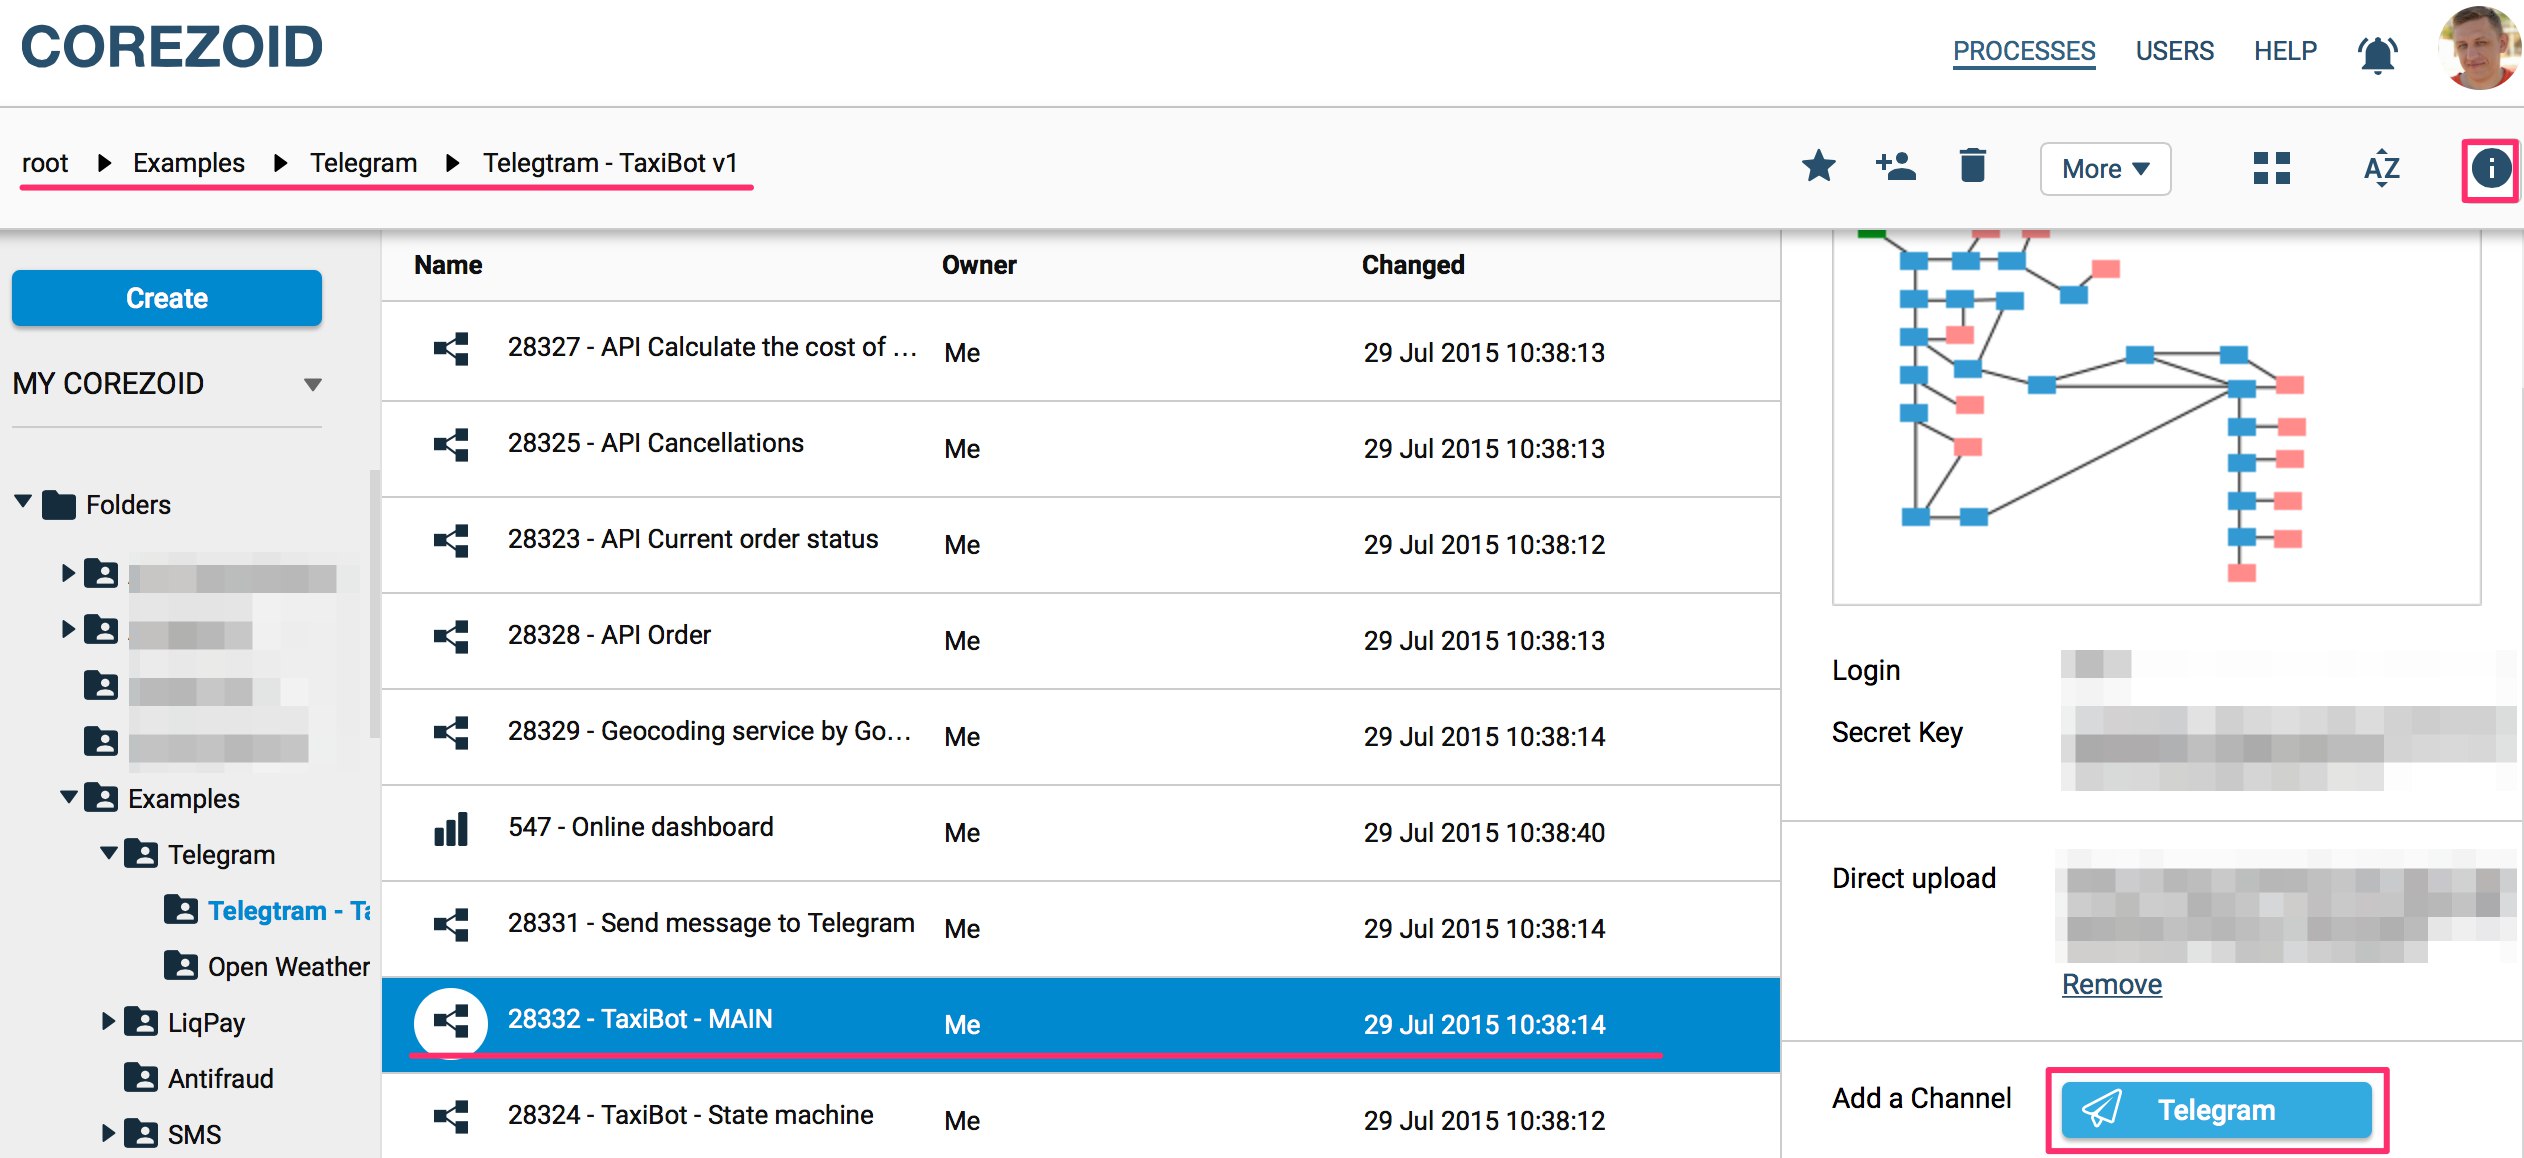 COREZOID
PROCESSES USERS HELP
root Examples Telegram Telegtram - TaxiBot v1
More
AZ
i
Create
MY COREZOID
Folders
Examples
Telegram
Telegtram - Ta
Open Weather
LiqPay
Antifraud
SMS
Name Owner Changed
28327 - API Calculate the cost of ... Me 29 Jul 2015 10:38:13
28325 - API Cancellations Me 29 Jul 2015 10:38:13
28323 - API Current order status Me 29 Jul 2015 10:38:12
28328 - API Order Me 29 Jul 2015 10:38:13
28329 - Geocoding service by Go... Me 29 Jul 2015 10:38:14
547 - Online dashboard Me 29 Jul 2015 10:38:40
28331 - Send message to Telegram Me 29 Jul 2015 10:38:14
28332 - TaxiBot - MAIN Me 29 Jul 2015 10:38:14
28324 - TaxiBot - State machine Me 29 Jul 2015 10:38:12
Login
Secret Key
Direct upload
Remove
Add a Channel
Telegram